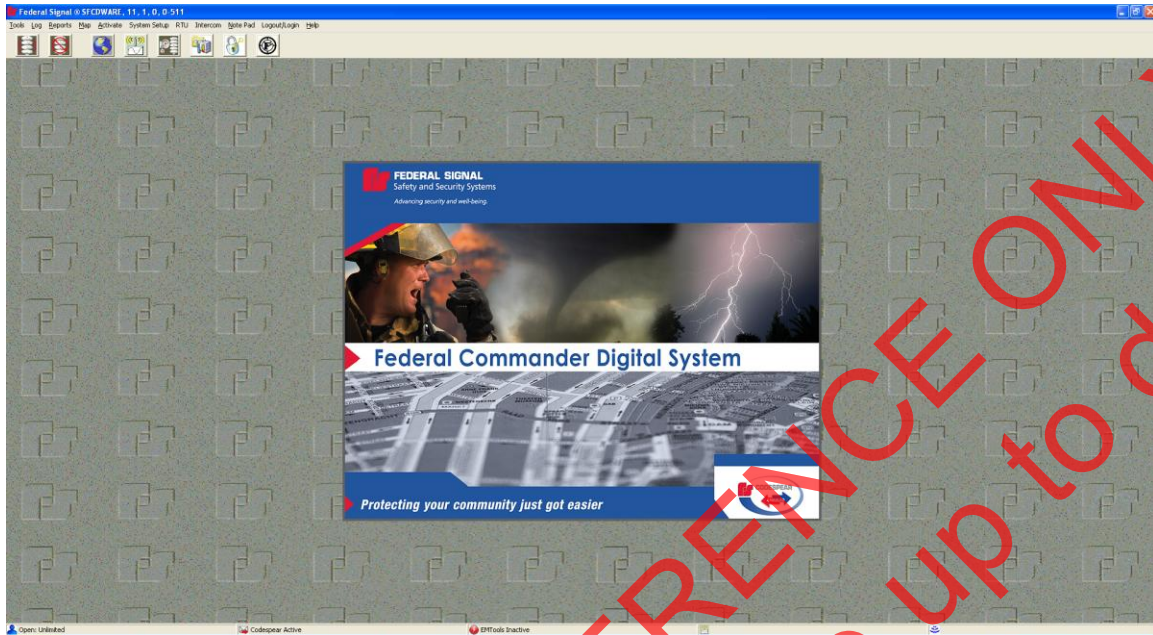 Federal Signal ® SFCDWARE, 11, 1, 0, 0-511
Tools Log Reports Map Activate System Setup RTU Intercom Note Pad Logout/Login Help
FEDERAL SIGNAL
Safety and Security Systems
Advancing security and well-being.
Federal Commander Digital System
CODESPEAR
Protecting your community just got easier
Open: Unlimited
Codespear Active
EMTools Inactive
RENCE ON
up to d